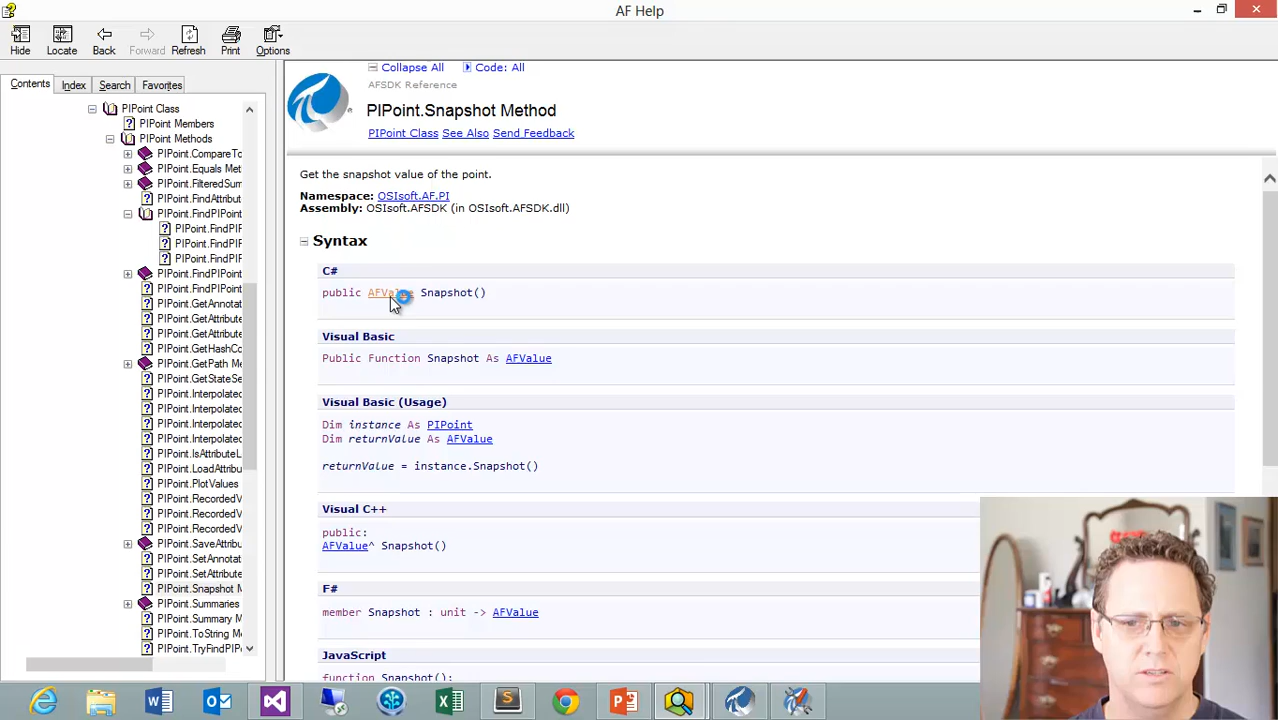 AF Help
Hide Locate Back Forward Refresh Print Options
Contents Index Search Favorites
PIPoint Class
PIPoint Members
PIPoint Methods
PIPoint.CompareTo
PIPoint.Equals Met
PIPoint.FilteredSum
PIPoint.FindAttribut
PIPoint.FindPIPoint
PIPoint.FindPIF
PIPoint.FindPIF
PIPoint.FindPIF
PIPoint.FindPIPoint
PIPoint.FindPIPoint
PIPoint.GetAnnotat
PIPoint.GetAttribute
PIPoint.GetAttribute
PIPoint.GetHashCo
PIPoint.GetPath Me
PIPoint.GetStateSe
PIPoint.Interpolated
PIPoint.Interpolated
PIPoint.Interpolated
PIPoint.IsAttributeL
PIPoint.LoadAttribu
PIPoint.PlotValues
PIPoint.RecordedV
PIPoint.RecordedV
PIPoint.RecordedV
PIPoint.SaveAttribu
PIPoint.SetAnnotat
PIPoint.SetAttribute
PIPoint.Snapshot M
PIPoint.Summaries
PIPoint.Summary M
PIPoint.ToString M
PIPoint.TryFindPIP
Collapse All Code: All
AFSDK Reference
PIPoint.Snapshot Method
PIPoint Class See Also Send Feedback
Get the snapshot value of the point.
Namespace: OSIsoft.AF.PI
Assembly: OSIsoft.AFSDK (in OSIsoft.AFSDK.dll)
Syntax
C#
public AFValue Snapshot()
Visual Basic
Public Function Snapshot As AFValue
Visual Basic (Usage)
Dim instance As PIPoint
Dim returnValue As AFValue
returnValue = instance.Snapshot()
Visual C++
public:
AFValue^ Snapshot()
F#
member Snapshot : unit -> AFValue
JavaScript
function Snapshot();